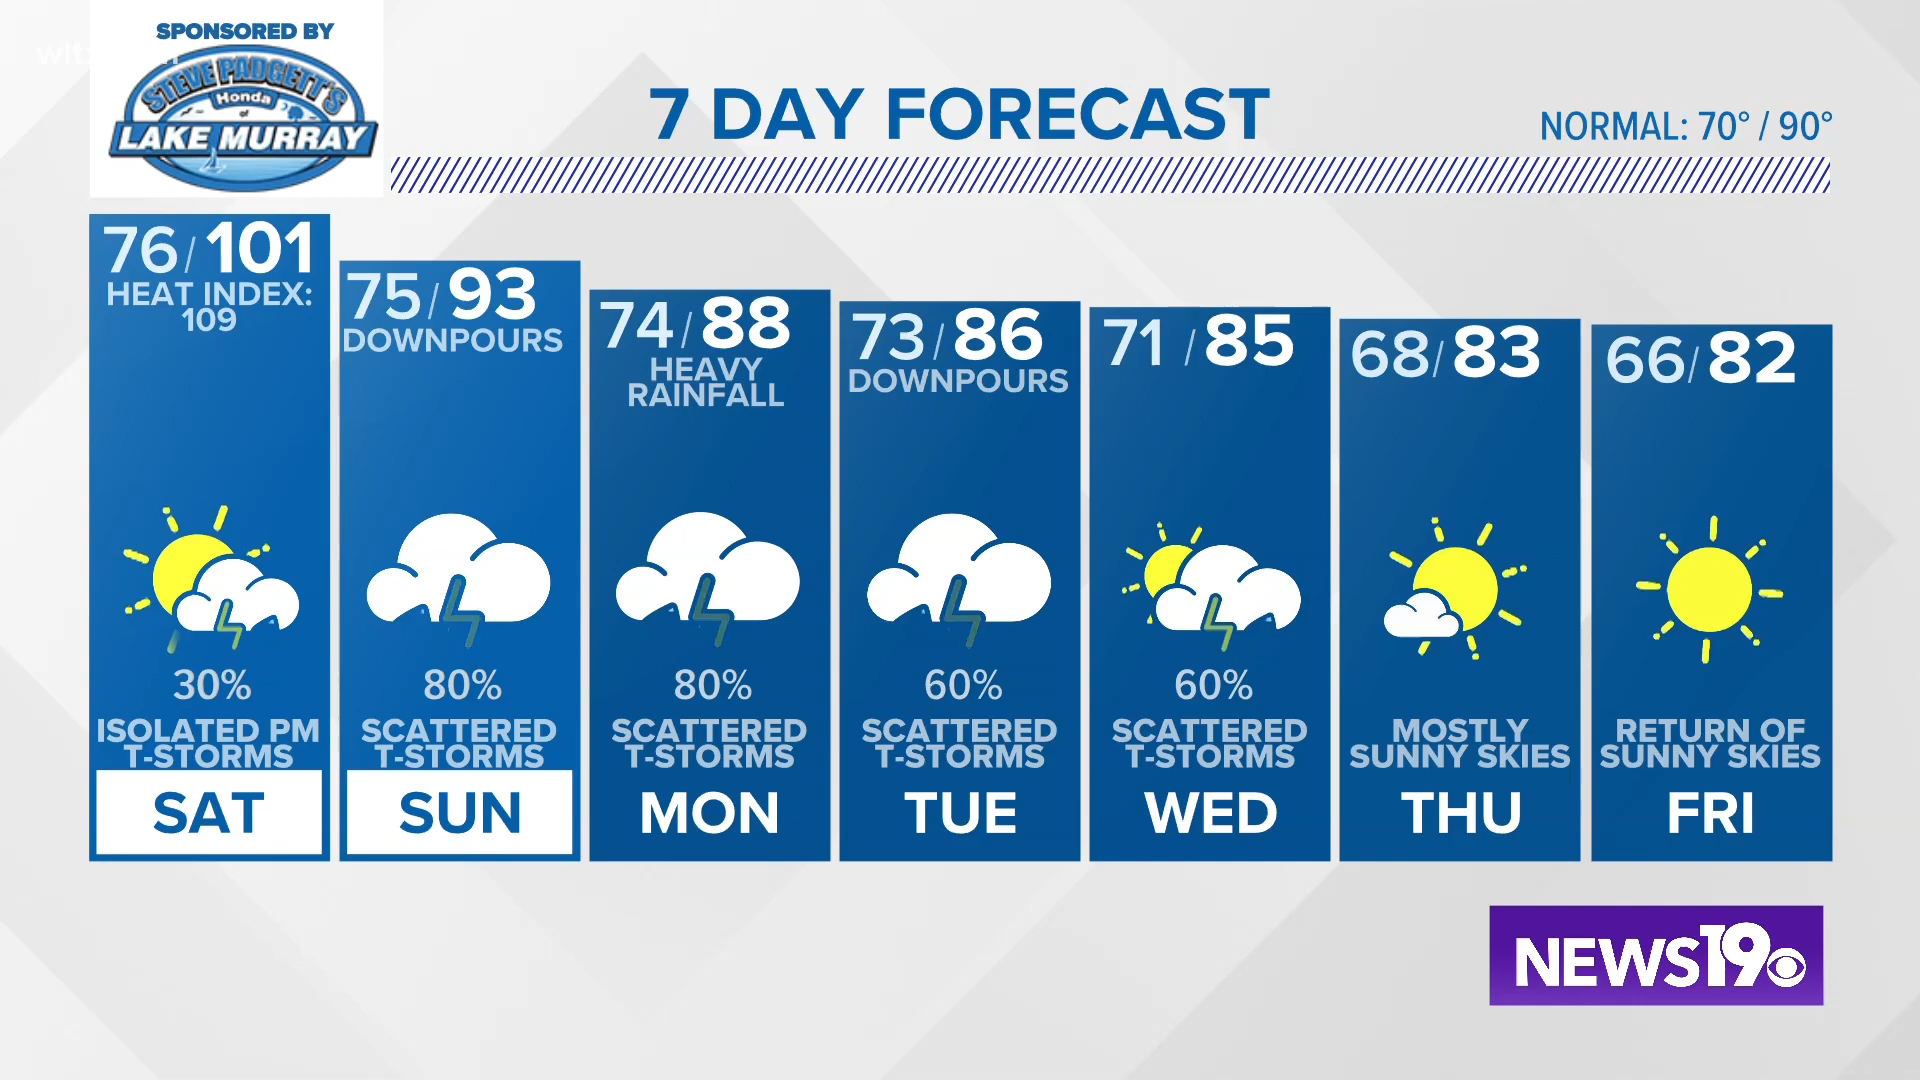 SPONSORED BY
STEVE PADGETT'S
Honda
of
LAKE MURRAY
7 DAY FORECAST
NORMAL: 70° / 90°
76/101
HEAT INDEX:
109
30%
ISOLATED PM
T-STORMS
SAT
75/93
DOWNPOURS
80%
SCATTERED
T-STORMS
SUN
74/88
HEAVY
RAINFALL
80%
SCATTERED
T-STORMS
MON
73/86
DOWNPOURS
60%
SCATTERED
T-STORMS
TUE
71 /85
60%
SCATTERED
T-STORMS
WED
68/83
MOSTLY
SUNNY SKIES
THU
66/82
RETURN OF
SUNNY SKIES
FRI
NEWS19